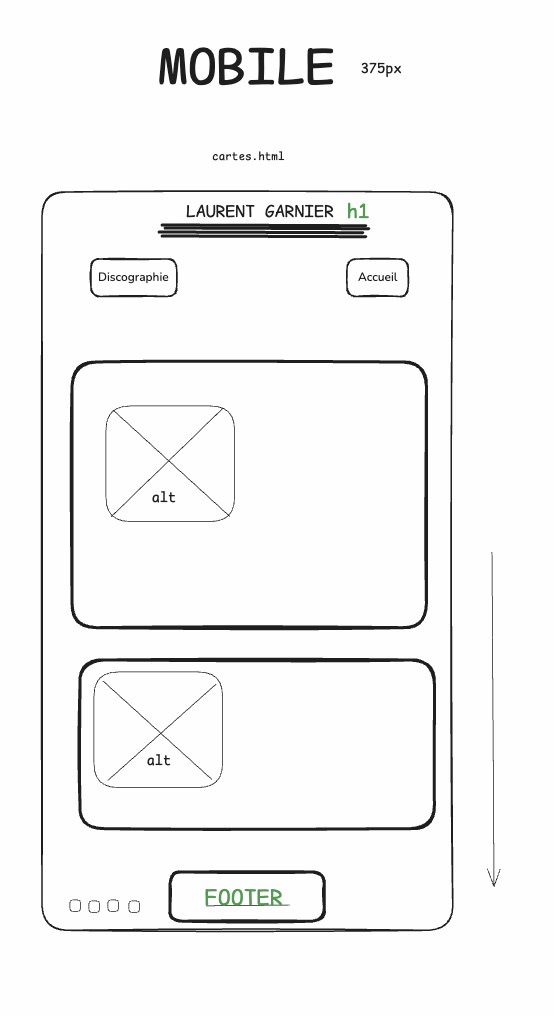 MOBILE 375px
cartes.html
LAURENT GARNIER h1
Discographie Accueil
alt
alt
FOOTER